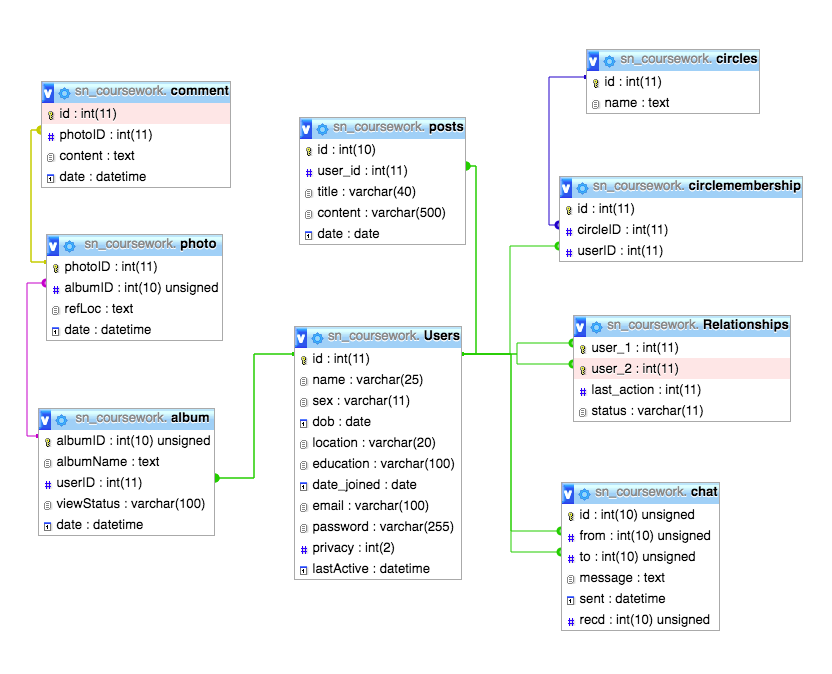 sn_coursework. comment
id : int(11)
photoID : int(11)
content : text
date : datetime
sn_coursework. photo
photoID : int(11)
albumID : int(10) unsigned
refLoc : text
date : datetime
sn_coursework. album
albumID : int(10) unsigned
albumName : text
userID : int(11)
viewStatus : varchar(100)
date : datetime
sn_coursework. posts
id : int(10)
user_id : int(11)
title : varchar(40)
content : varchar(500)
date : date
sn_coursework. Users
id : int(11)
name : varchar(25)
sex : varchar(11)
dob : date
location : varchar(20)
education : varchar(100)
date_joined : date
email : varchar(100)
password : varchar(255)
privacy : int(2)
lastActive : datetime
sn_coursework. circles
id : int(11)
name : text
sn_coursework. circlemembership
id : int(11)
circleID : int(11)
userID : int(11)
sn_coursework. Relationships
user_1 : int(11)
user_2 : int(11)
last_action : int(11)
status : varchar(11)
sn_coursework. chat
id : int(10) unsigned
from : int(10) unsigned
to : int(10) unsigned
message : text
sent : datetime
recd : int(10) unsigned